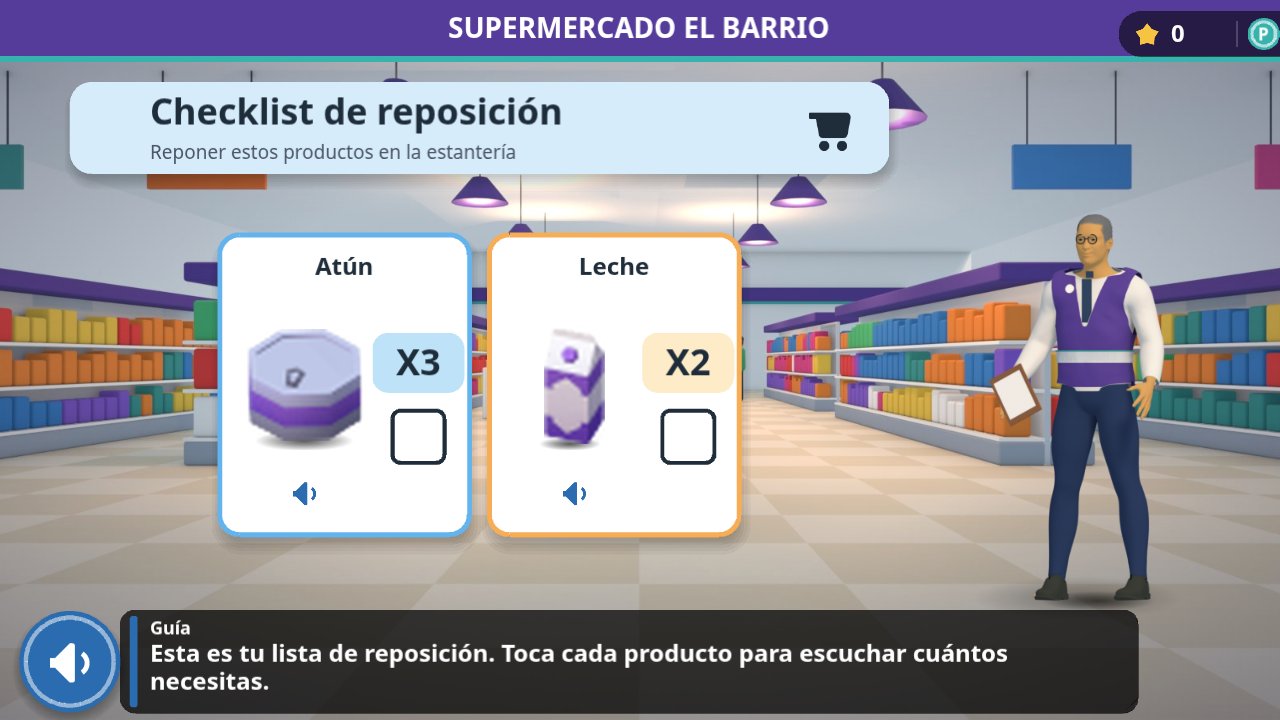 SUPERMERCADO EL BARRIO
0
P
Checklist de reposición
Reponer estos productos en la estantería
Atún
X3
Leche
X2
Guía
Esta es tu lista de reposición. Toca cada producto para escuchar cuántos
necesitas.